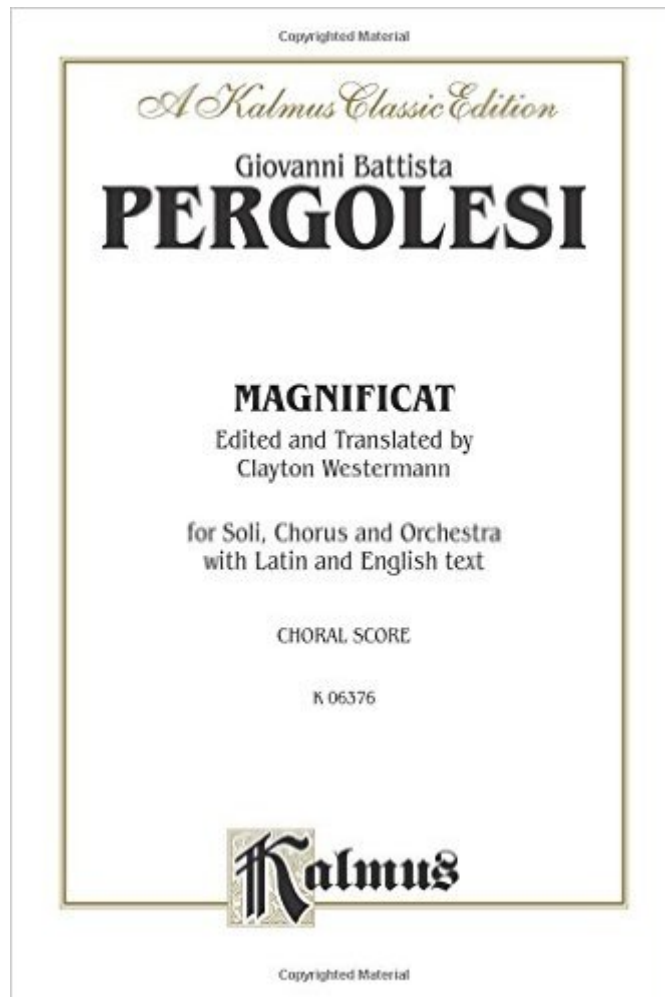 Copyrighted Material
A Kalmus Classic Edition
Giovanni Battista
PERGOLESI
MAGNIFICAT
Edited and Translated by
Clayton Westermann
for Soli, Chorus and Orchestra
with Latin and English text
CHORAL SCORE
K 06376
Kalmus
Copyrighted Material